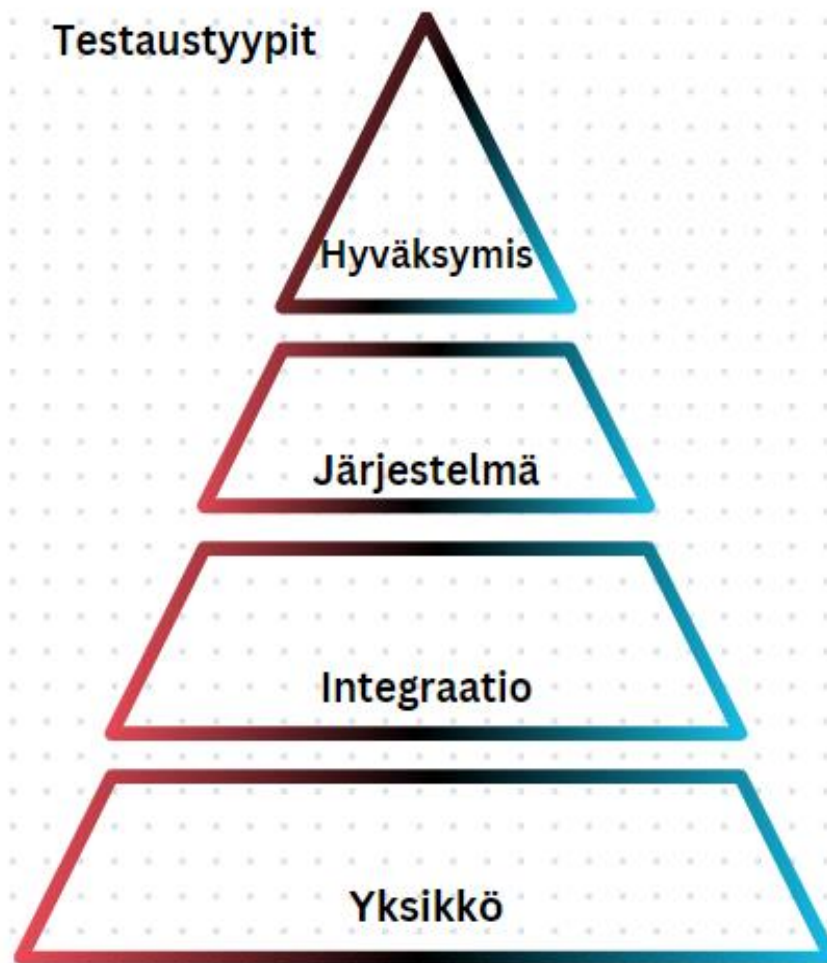 Testaustyypit
Hyväksymis
Järjestelmä
Integraatio
Yksikkö